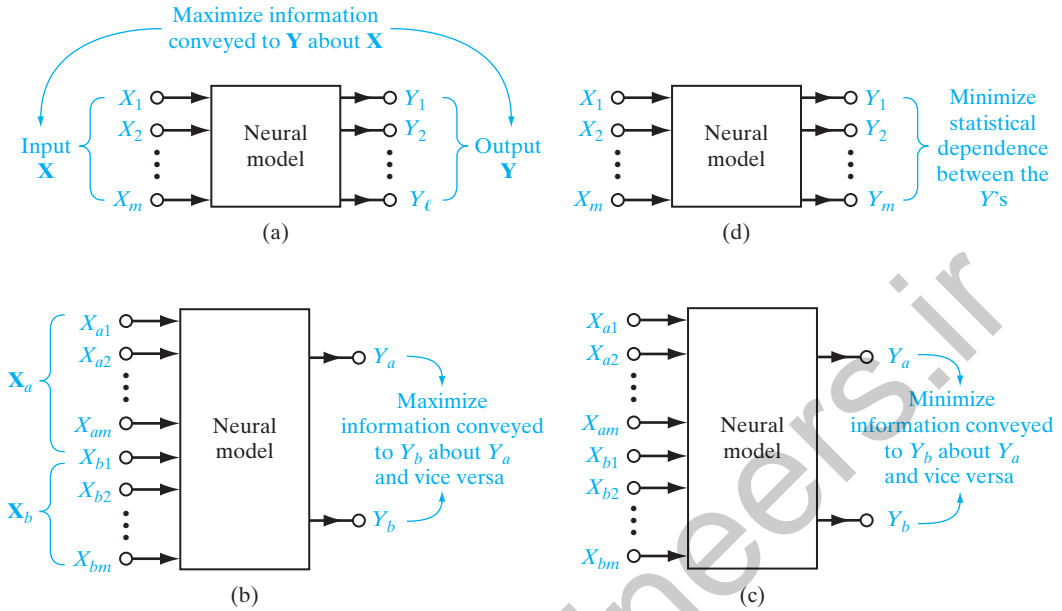 Maximize information
conveyed to Y about X
X1
X2
Xm
Input
X
Neural
model
Y1
Y2
Yℓ
Output
Y
(a)
X1
X2
Xm
Neural
model
Y1
Y2
Ym
Minimize
statistical
dependence
between the
Y's
(d)
Xa
Xb
Xa1
Xa2
Xam
Xb1
Xb2
Xbm
Neural
model
Ya
Maximize
information conveyed
to Yb about Ya
and vice versa
Yb
(b)
Xa1
Xa2
Xam
Xb1
Xb2
Xbm
Neural
model
Ya
Minimize
information conveyed
to Yb about Ya
and vice versa
Yb
(c)
neers.ir